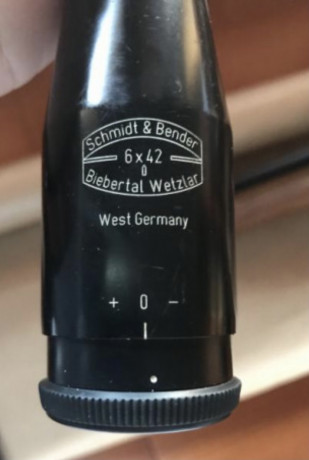 Schmidt & Bender
6x42
0
Biebertal Wetzlar
West Germany
+ 0 -